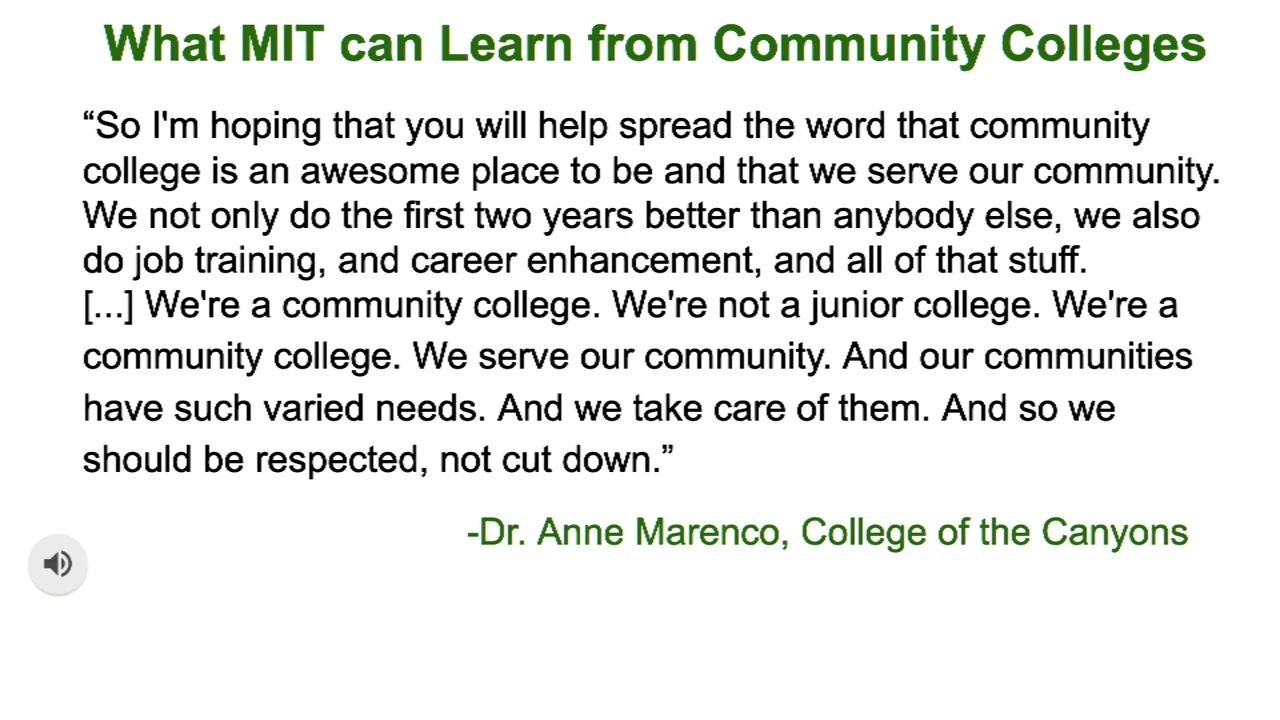 What MIT can Learn from Community Colleges
“So I'm hoping that you will help spread the word that community
college is an awesome place to be and that we serve our community.
We not only do the first two years better than anybody else, we also
do job training, and career enhancement, and all of that stuff.
[...] We're a community college. We're not a junior college. We're a
community college. We serve our community. And our communities
have such varied needs. And we take care of them. And so we
should be respected, not cut down.”
-Dr. Anne Marenco, College of the Canyons